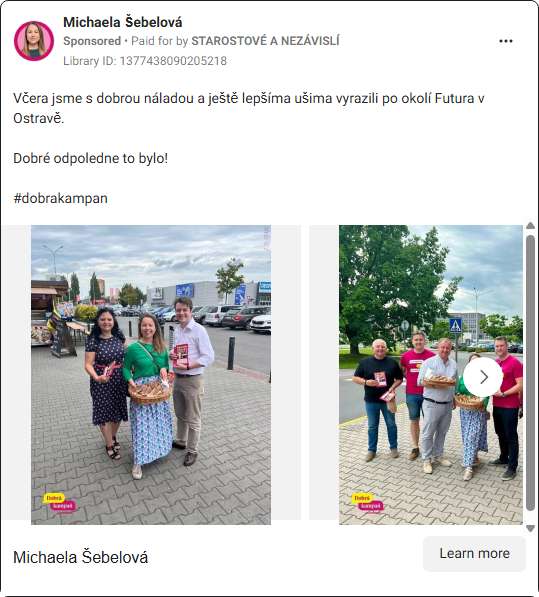 Michaela Šebelová
Sponsored • Paid for by STAROSTOVÉ A NEZÁVISLÍ
Library ID: 1377438090205218
Včera jsme s dobrou náladou a ještě lepšíma ušima vyrazili po okolí Futura v
Ostravě.
Dobré odpoledne to bylo!
#dobrakampan
Dobrá
kampaň
Dobrá
kampaň
Michaela Šebelová
Learn more